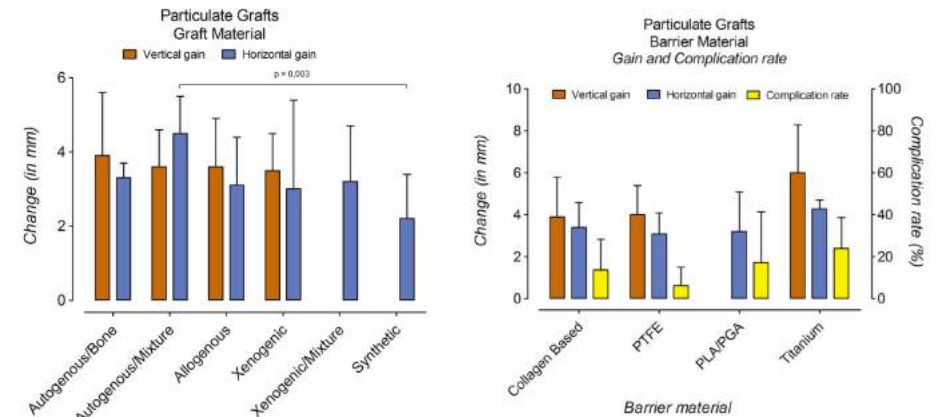 Particulate Grafts
Graft Material
Vertical gain Horizontal gain
p = 0,003
6
4
2
0
Change (in mm)
Autogenous/Bone
Autogenous/Mixture
Allogenous
Xenogenic
Xenogenic/Mixture
Synthetic
Particulate Grafts
Barrier Material
Gain and Complication rate
Vertical gain Horizontal gain Complication rate
10
8
6
4
2
0
Change (in mm)
100
80
60
40
20
0
Complication rate (%)
Collagen Based
PTFE
PLA/PGA
Titanium
Barrier material